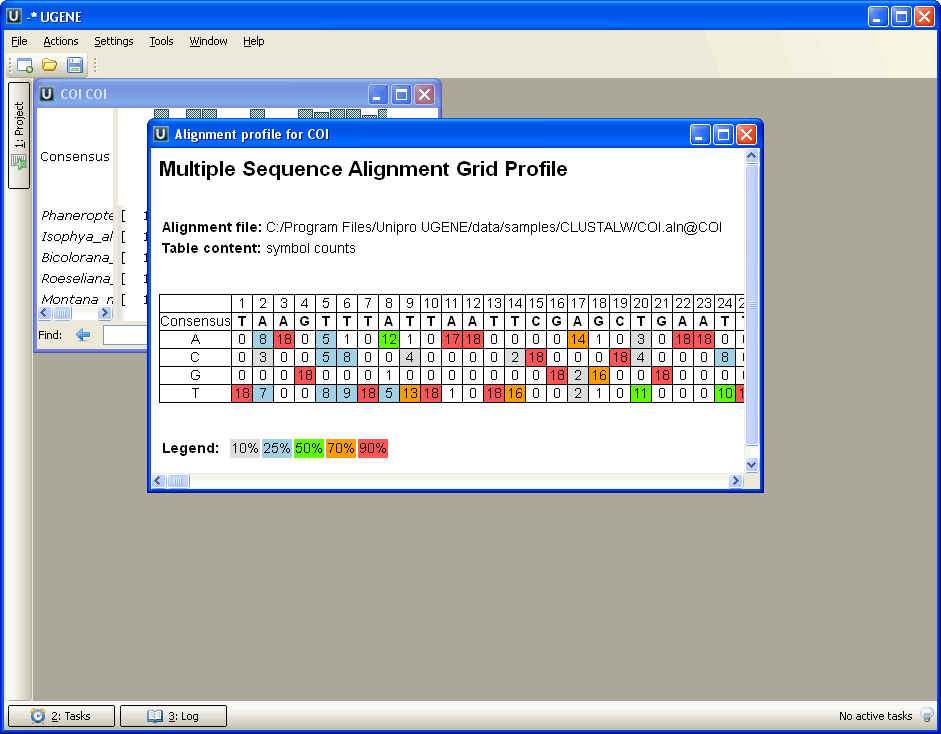 -* UGENE
File Actions Settings Tools Window Help
1: Project
COI COI
Consensus
Phaneropte [ 1
Isophya_al [ 1
Bicolorana_ [ 1
Roeseliana_ [ 1
Montana_n [ 1
Find:
Alignment profile for COI
Multiple Sequence Alignment Grid Profile
Alignment file: C:/Program Files/Unipro UGENE/data/samples/CLUSTALW/COI.aln@COI
Table content: symbol counts
1 2 3 4 5 6 7 8 9 10 11 12 13 14 15 16 17 18 19 20 21 22 23 24 2
Consensus T A A G T T T A T T A A T T C G A G C T G A A T T
A 0 8 18 0 5 1 0 12 1 0 17 18 0 0 0 0 14 1 0 3 0 18 18 0 0
C 0 3 0 0 5 8 0 0 4 0 0 0 0 2 18 0 0 0 18 4 0 0 0 8 0
G 0 0 0 18 0 0 0 1 0 0 0 0 0 0 0 18 2 16 0 0 18 0 0 0 0
T 18 7 0 0 8 9 18 5 13 18 1 0 18 16 0 0 2 1 0 11 0 0 0 10 1
Legend: 10% 25% 50% 70% 90%
2: Tasks 3: Log No active tasks